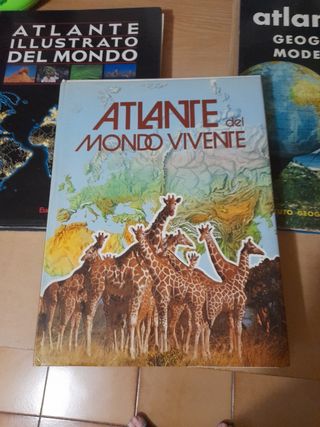 ATLANTE
ILLUSTRATO
DEL MONDO
atlan
GEOG
MODE
ATLANTE del
MONDO VIVENTE